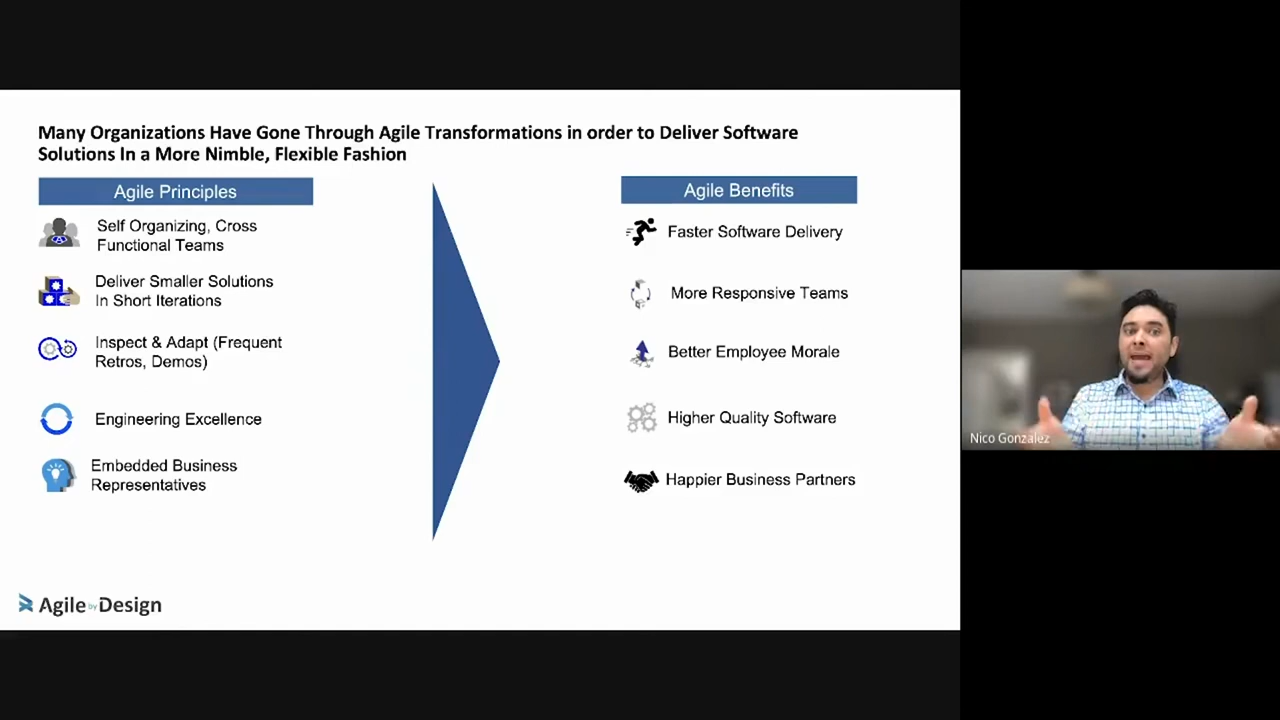 Many Organizations Have Gone Through Agile Transformations in order to Deliver Software
Solutions In a More Nimble, Flexible Fashion
Agile Principles
Self Organizing, Cross
Functional Teams
Deliver Smaller Solutions
In Short Iterations
Inspect & Adapt (Frequent
Retros, Demos)
Engineering Excellence
Embedded Business
Representatives
Agile Benefits
Faster Software Delivery
More Responsive Teams
Better Employee Morale
Higher Quality Software
Happier Business Partners
Agile by Design
Nico Gonzalez